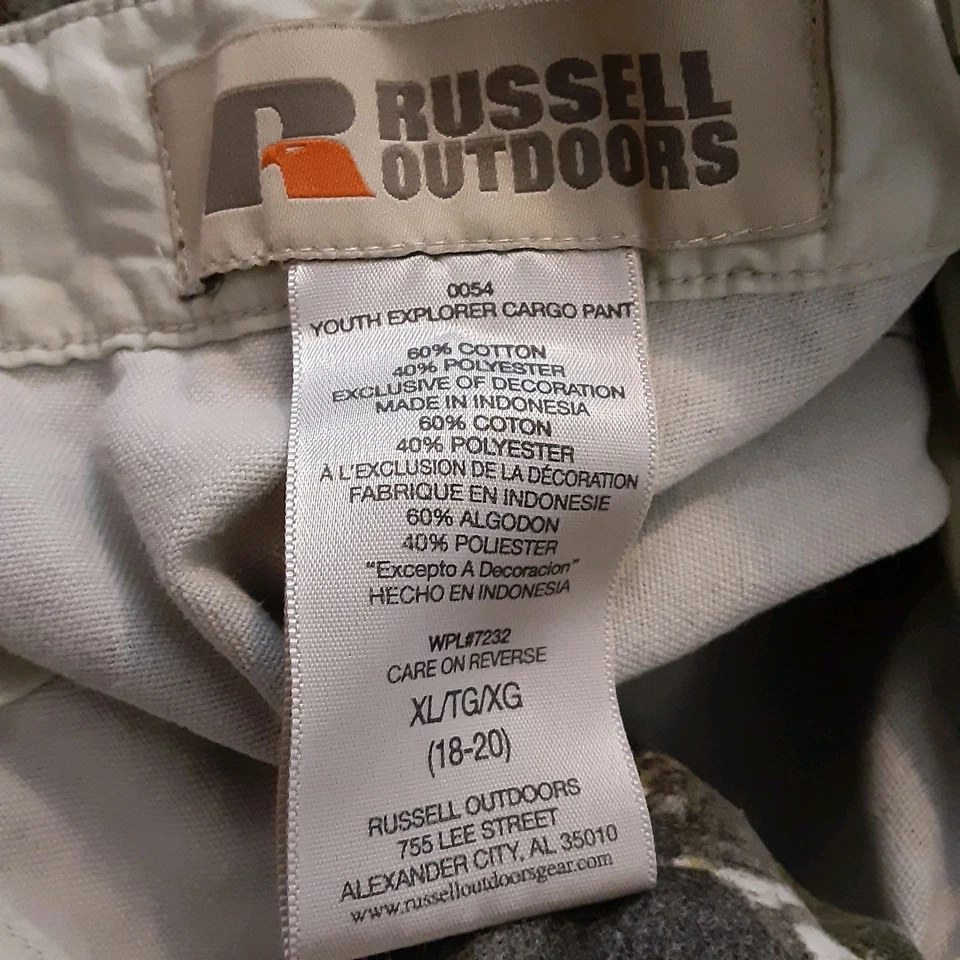 RUSSELL
OUTDOORS
0054
YOUTH EXPLORER CARGO PANT
60% COTTON
40% POLYESTER
EXCLUSIVE OF DECORATION
MADE IN INDONESIA
60% COTON
40% POLYESTER
À L'EXCLUSION DE LA DÉCORATION
FABRIQUE EN INDONESIE
60% ALGODON
40% POLIESTER
"Excepto A Decoracion"
HECHO EN INDONESIA
WPL#7232
CARE ON REVERSE
XL/TG/XG
(18-20)
RUSSELL OUTDOORS
755 LEE STREET
ALEXANDER CITY, AL 35010
www.russelloutdoorsgear.com